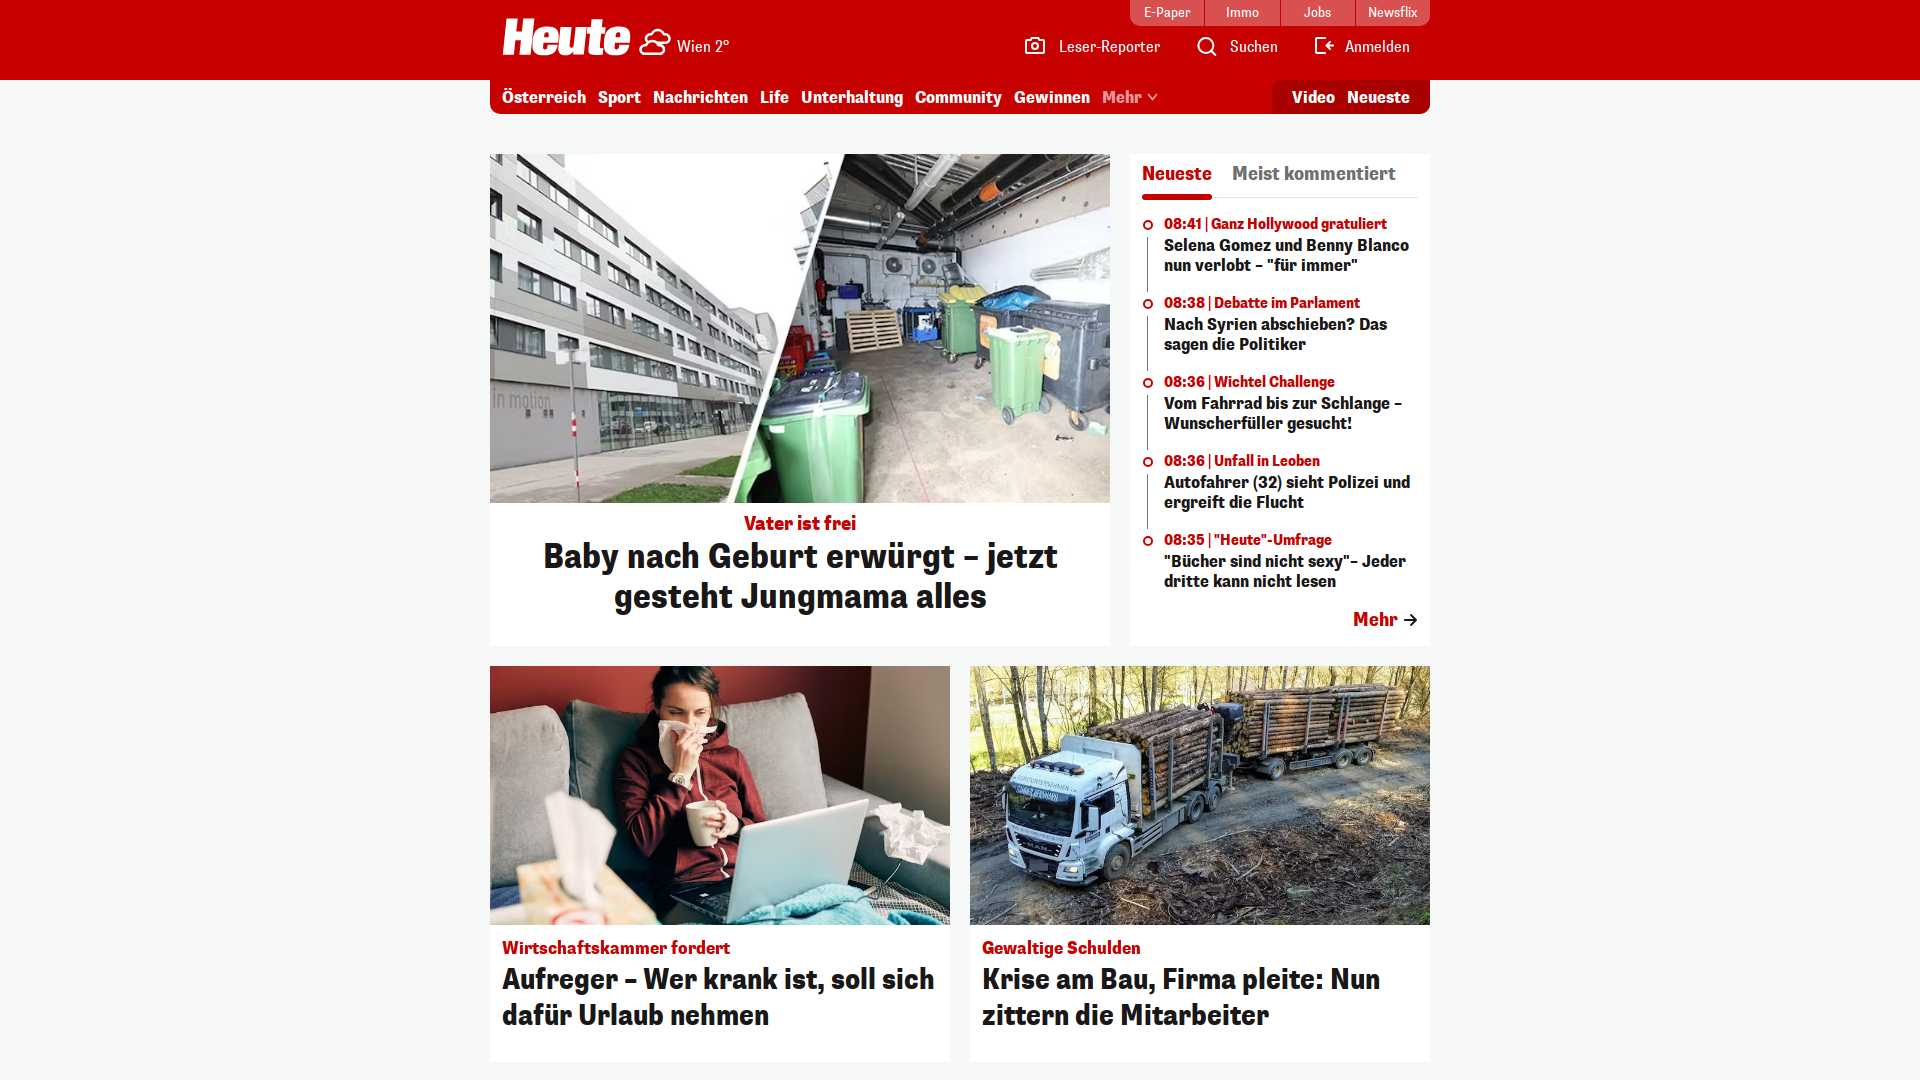 E-Paper
Immo
Jobs
Newsflix
Heute
Wien 2°
Leser-Reporter
Suchen
Anmelden
Österreich
Sport
Nachrichten
Life
Unterhaltung
Community
Gewinnen
Mehr
Video
Neueste
in motion
Vater ist frei
Baby nach Geburt erwürgt – jetzt
gesteht Jungmama alles
Neueste
Meist kommentiert
08:41 | Ganz Hollywood gratuliert
Selena Gomez und Benny Blanco
nun verlobt – "für immer"
08:38 | Debatte im Parlament
Nach Syrien abschieben? Das
sagen die Politiker
08:36 | Wichtel Challenge
Vom Fahrrad bis zur Schlange –
Wunscherfüller gesucht!
08:36 | Unfall in Leoben
Autofahrer (32) sieht Polizei und
ergreift die Flucht
08:35 | "Heute"-Umfrage
"Bücher sind nicht sexy"– Jeder
dritte kann nicht lesen
Mehr
MAN
Wirtschaftskammer fordert
Aufreger – Wer krank ist, soll sich
dafür Urlaub nehmen
Gewaltige Schulden
Krise am Bau, Firma pleite: Nun
zittern die Mitarbeiter